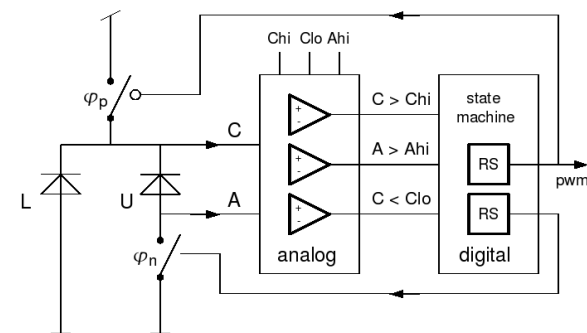 Chi Clo Ahi
φp
C
C > Chi
state
machine
+
-
A > Ahi
+
-
RS
pwm
L
U
A
C < Clo
+
-
RS
φn
analog
digital